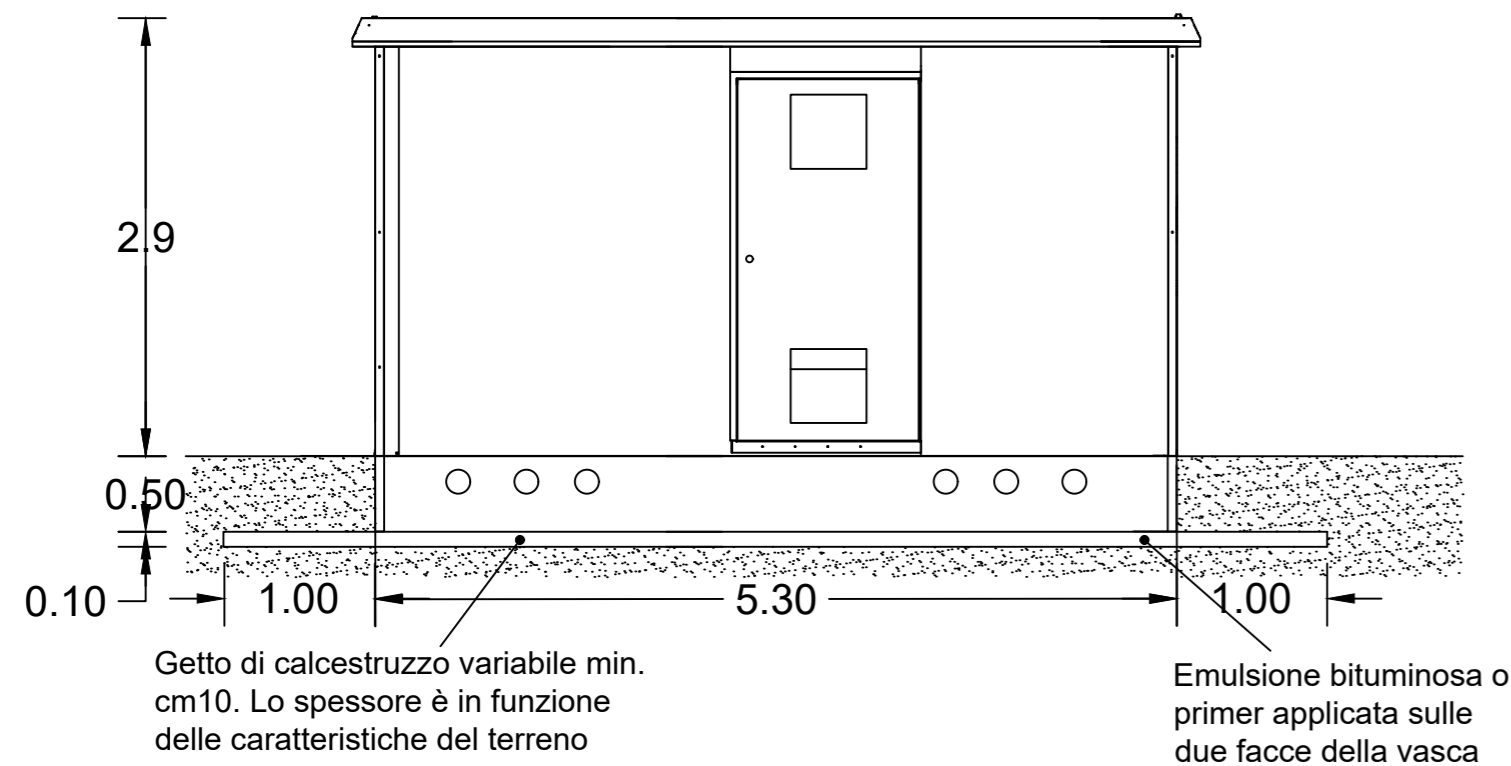 2.9
0.50
0.10
1.00
5.30
1.00
Getto di calcestruzzo variabile min.
cm10. Lo spessore è in funzione
delle caratteristiche del terreno
Emulsione bituminosa o
primer applicata sulle
due facce della vasca